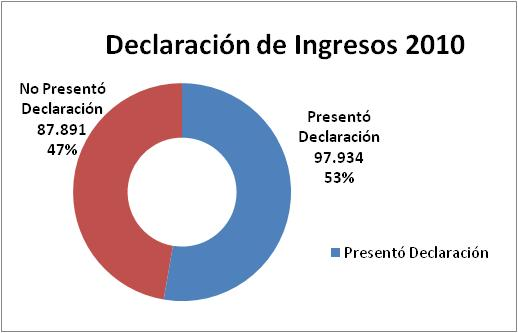 Declaración de Ingresos 2010
No Presentó
Declaración
87.891
47%
Presentó
Declaración
97.934
53%
Presentó Declaración